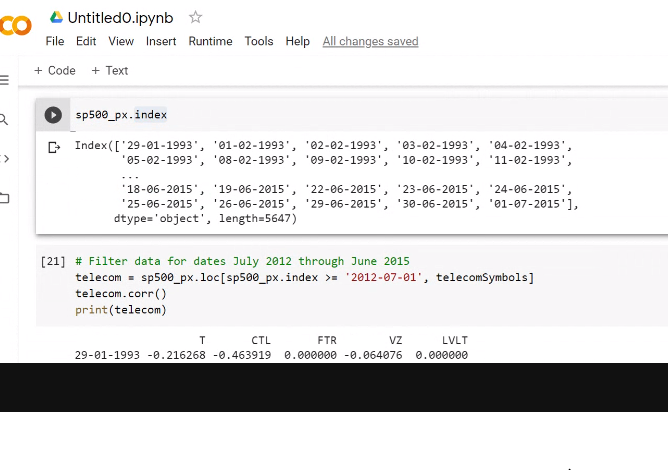 Untitled0.ipynb
File Edit View Insert Runtime Tools Help All changes saved
+ Code + Text
sp500_px.index
Index(['29-01-1993', '01-02-1993', '02-02-1993', '03-02-1993', '04-02-1993',
'05-02-1993', '08-02-1993', '09-02-1993', '10-02-1993', '11-02-1993',
...
'18-06-2015', '19-06-2015', '22-06-2015', '23-06-2015', '24-06-2015',
'25-06-2015', '26-06-2015', '29-06-2015', '30-06-2015', '01-07-2015'],
dtype='object', length=5647)
[21] # Filter data for dates July 2012 through June 2015
telecom = sp500_px.loc[sp500_px.index >= '2012-07-01', telecomSymbols]
telecom.corr()
print(telecom)
T CTL FTR VZ LVLT
29-01-1993 -0.216268 -0.463919 0.000000 -0.064076 0.000000